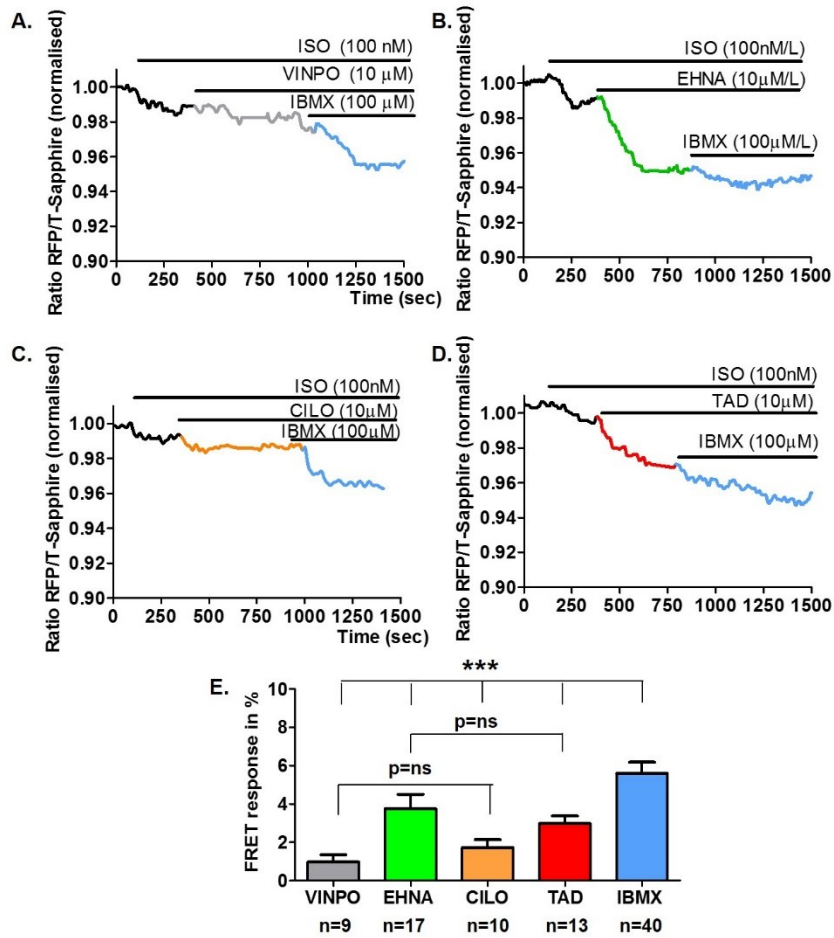 A.
ISO (100 nM)
VINPO (10 µM)
IBMX (100 µM)
Ratio RFP/T-Sapphire (normalised)
1.00
0.98
0.96
0.94
0.92
0.90
0 250 500 750 1000 1250 1500
Time (sec)
B.
ISO (100nM/L)
EHNA (10µM/L)
IBMX (100µM/L)
Ratio RFP/T-Sapphire (normalised)
1.00
0.98
0.96
0.94
0.92
0.90
0 250 500 750 1000 1250 1500
C.
ISO (100nM)
CILO (10µM)
IBMX (100µM)
Ratio RFP/T-Sapphire (normalised)
1.00
0.98
0.96
0.94
0.92
0.90
0 250 500 750 1000 1250 1500
Time (sec)
D.
ISO (100nM)
TAD (10µM)
IBMX (100µM)
Ratio RFP/T-Sapphire (normalised)
1.00
0.98
0.96
0.94
0.92
0.90
0 250 500 750 1000 1250 1500
E.
***
p=ns
p=ns
FRET response in %
10
8
6
4
2
0
VINPO EHNA CILO TAD IBMX
n=9 n=17 n=10 n=13 n=40